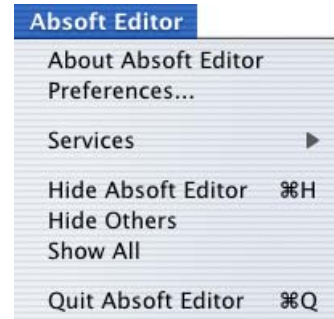 Absoft Editor
About Absoft Editor
Preferences...
Services
Hide Absoft Editor ⌘H
Hide Others
Show All
Quit Absoft Editor ⌘Q